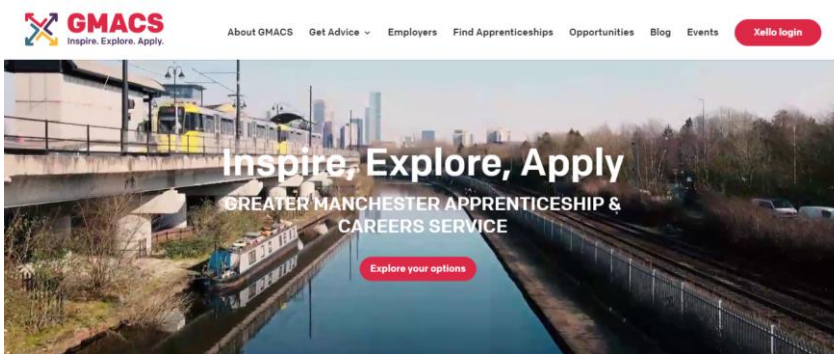 GMACS
Inspire. Explore. Apply.
About GMACS Get Advice Employers Find Apprenticeships Opportunities Blog Events Xello login
Inspire, Explore, Apply
GREATER MANCHESTER APPRENTICESHIP &
CAREERS SERVICE
Explore your options